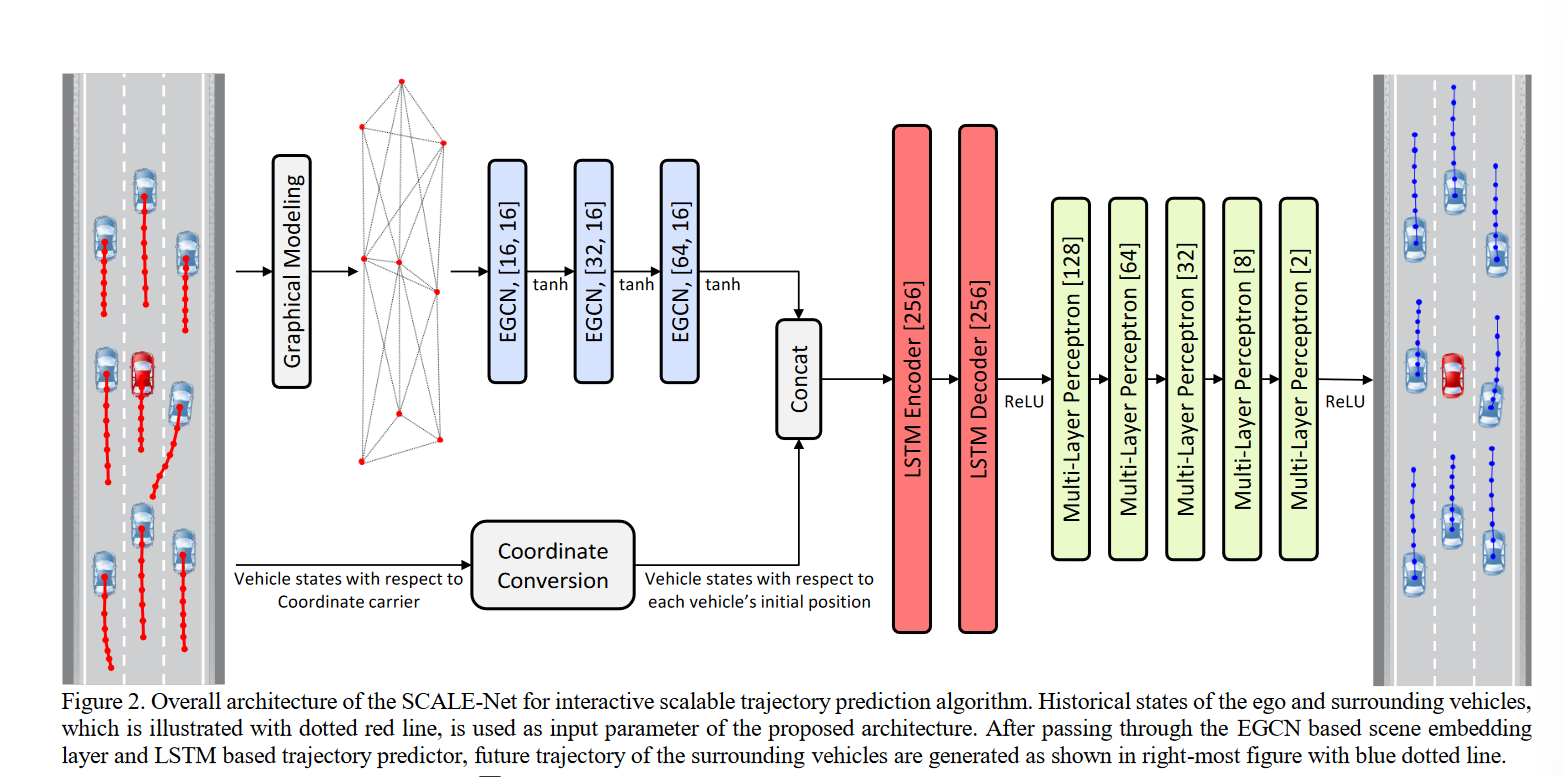 Graphical Modeling
EGCN, [16, 16]
tanh
EGCN, [32, 16]
tanh
EGCN, [64, 16]
tanh
Concat
Vehicle states with respect to
Coordinate carrier
Coordinate
Conversion
Vehicle states with respect to
each vehicle’s initial position
LSTM Encoder [256]
LSTM Decoder [256]
ReLU
Multi-Layer Perceptron [128]
Multi-Layer Perceptron [64]
Multi-Layer Perceptron [32]
Multi-Layer Perceptron [8]
Multi-Layer Perceptron [2]
ReLU
Figure 2. Overall architecture of the SCALE-Net for interactive scalable trajectory prediction algorithm. Historical states of the ego and surrounding vehicles,
which is illustrated with dotted red line, is used as input parameter of the proposed architecture. After passing through the EGCN based scene embedding
layer and LSTM based trajectory predictor, future trajectory of the surrounding vehicles are generated as shown in right-most figure with blue dotted line.